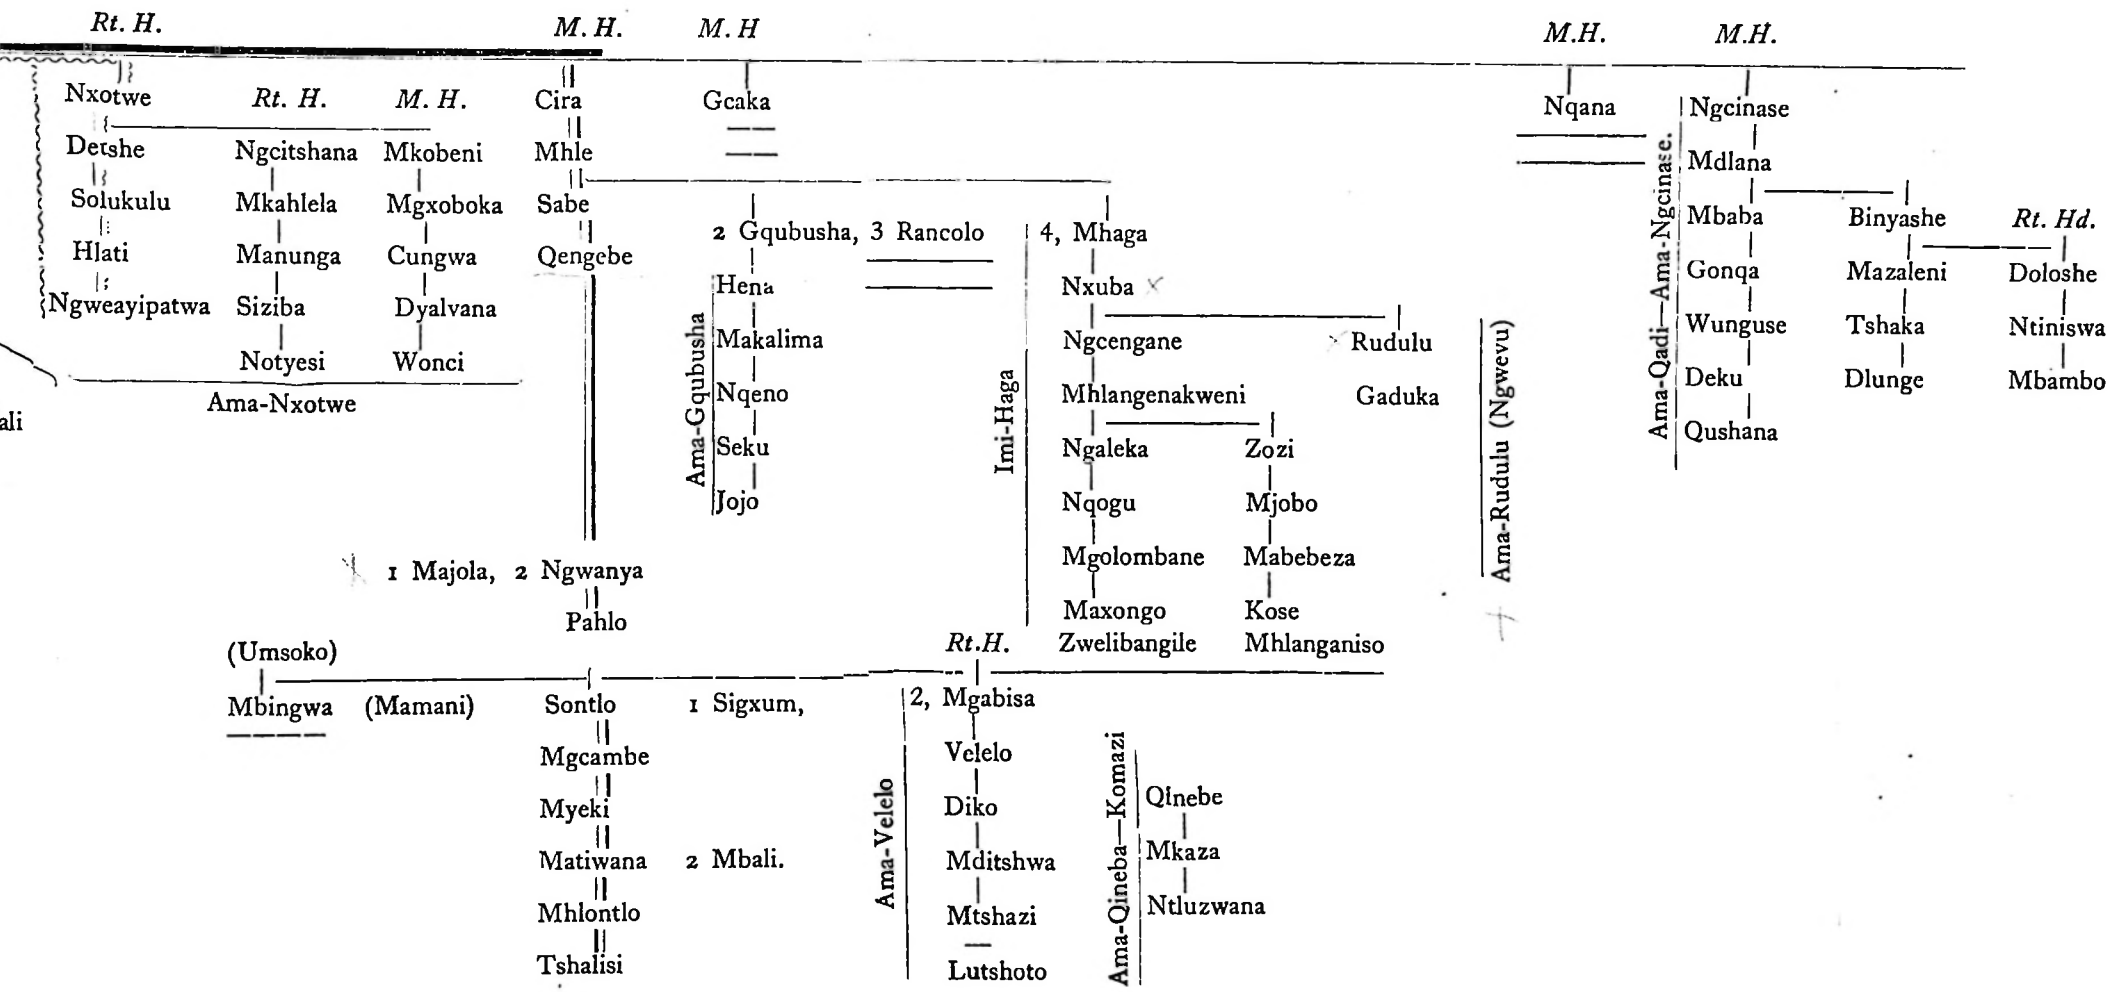 Rt. H. M. H. M. H M.H. M.H.
Nxotwe Rt. H. M. H. Cira Gcaka Nqana Ngcinase
Detshe Ngcitshana Mkobeni Mhle Mdlana
Solukulu Mkahlela Mgxoboka Sabe Mbaba Binyashe Rt. Hd.
2 Gqubusha, 3 Rancolo 4, Mhaga
Hlati Manunga Cungwa Qengebe Gonqa Mazaleni Doloshe
Hena Nxuba
Ngweayipatwa Siziba Dyalvana Wunguse Tshaka Ntiniswa
Makalima Ngcengane Rudulu
Notyesi Wonci Deku Dlunge Mbambo
Ama-Nxotwe Nqeno Mhlangenakweni Gaduka
ali Qushana
Seku Ngaleka Zozi
Jojo Nqogu Mjobo
Ama-Gqubusha
Imi-Haga
Ama-Rudulu (Ngwevu)
Ama-Qadi—Ama-Ngcinase.
1 Majola, 2 Ngwanya Mgolombane Mabebeza
Pahlo Maxongo Kose
(Umsoko) Rt.H. Zwelibangile Mhlanganiso
Mbingwa (Mamani) Sontlo 1 Sigxum, 2, Mgabisa
Mgcambe Velelo
Myeki Diko Qinebe
Matiwana 2 Mbali. Mditshwa Mkaza
Mhlontlo Mtshazi Ntluzwana
Tshalisi Lutshoto
Ama-Velelo
Ama-Qineba—Komazi